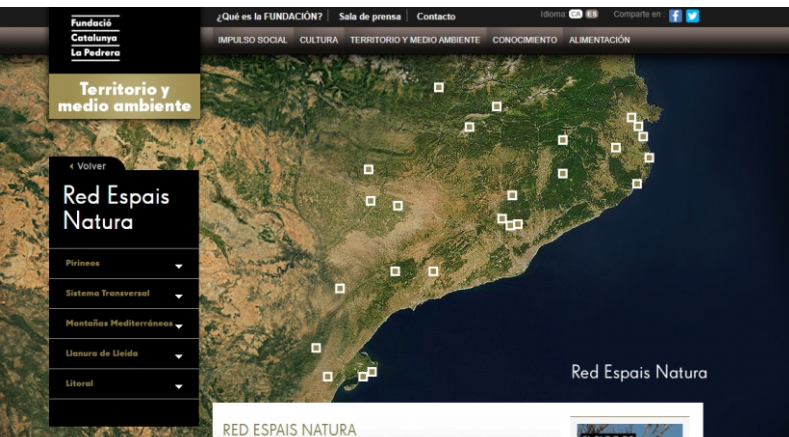 Fundació
Catalunya
La Pedrera
¿Qué es la FUNDACIÓN? Sala de prensa Contacto Idioma CA ES Comparte en :
IMPULSO SOCIAL CULTURA TERRITORIO Y MEDIO AMBIENTE CONOCIMIENTO ALIMENTACIÓN
Territorio y
medio ambiente
Volver
Red Espais
Natura
Pirineos
Sistema Transversal
Montañas Mediterráneas
Llanura de Lleida
Litoral
Red Espais Natura
RED ESPAIS NATURA